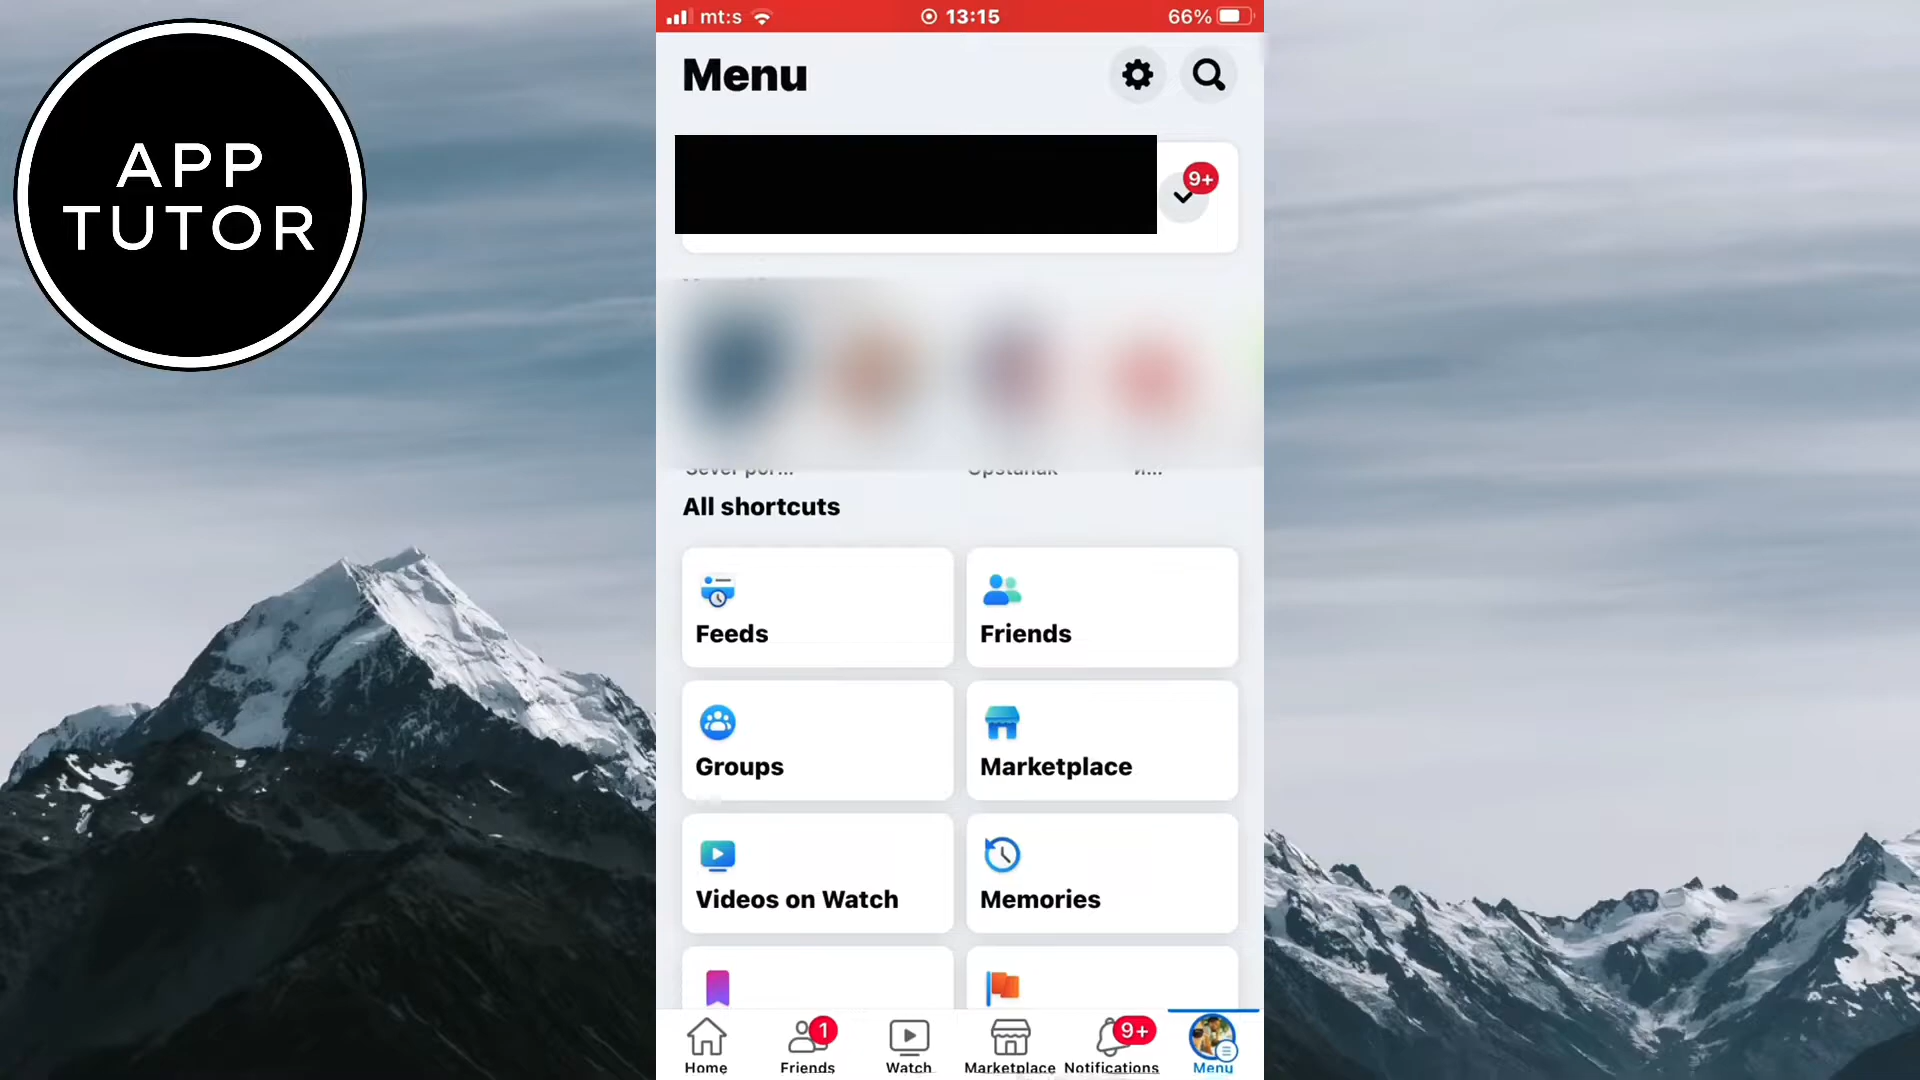 APP
TUTOR
mt:s
13:15
66%
Menu
9+
Opstanak
All shortcuts
Feeds
Friends
Groups
Marketplace
Videos on Watch
Memories
1
9+
Home
Friends
Watch
Marketplace
Notifications
Menu